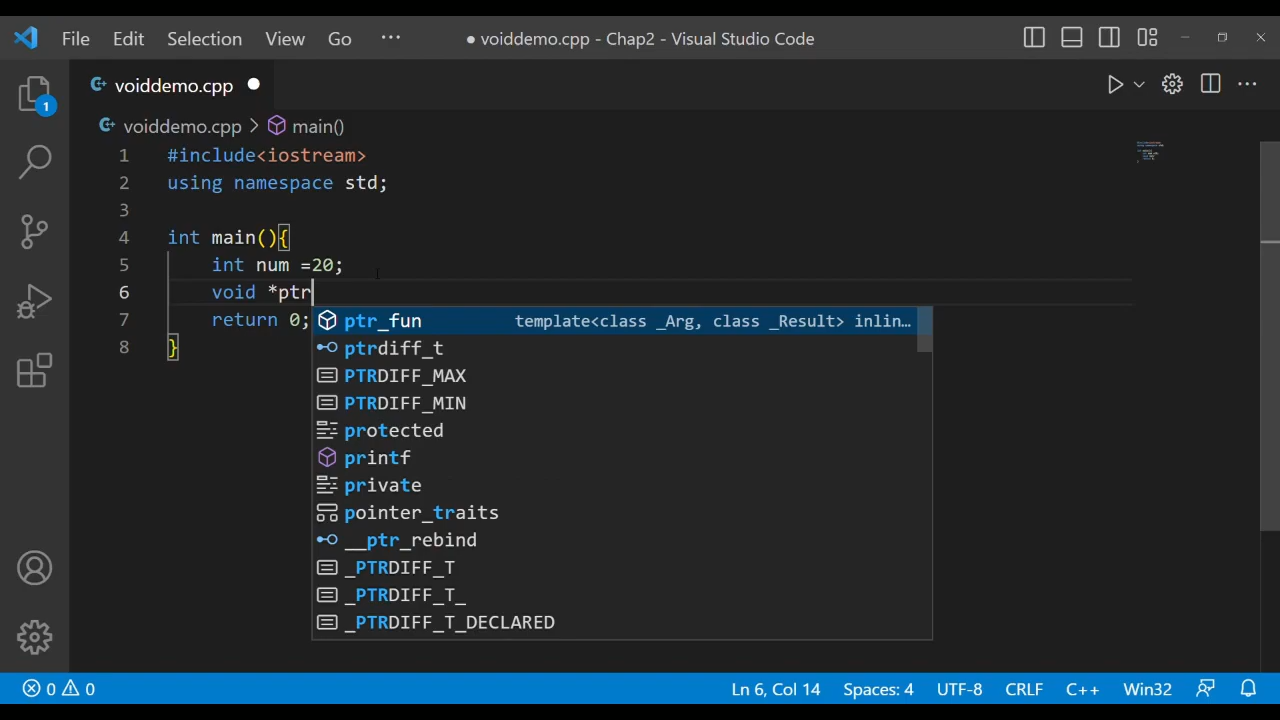 File Edit Selection View Go ··· ● voiddemo.cpp - Chap2 - Visual Studio Code
voiddemo.cpp ●
voiddemo.cpp > main()
1 #include<iostream>
2 using namespace std;
3
4 int main(){
5 int num =20;
6 void *ptr
7 return 0;
8 }
ptr_fun template<class _Arg, class _Result> inlin…
ptrdiff_t
PTRDIFF_MAX
PTRDIFF_MIN
protected
printf
private
pointer_traits
__ptr_rebind
_PTRDIFF_T
_PTRDIFF_T_
_PTRDIFF_T_DECLARED
1
0 0 Ln 6, Col 14 Spaces: 4 UTF-8 CRLF C++ Win32